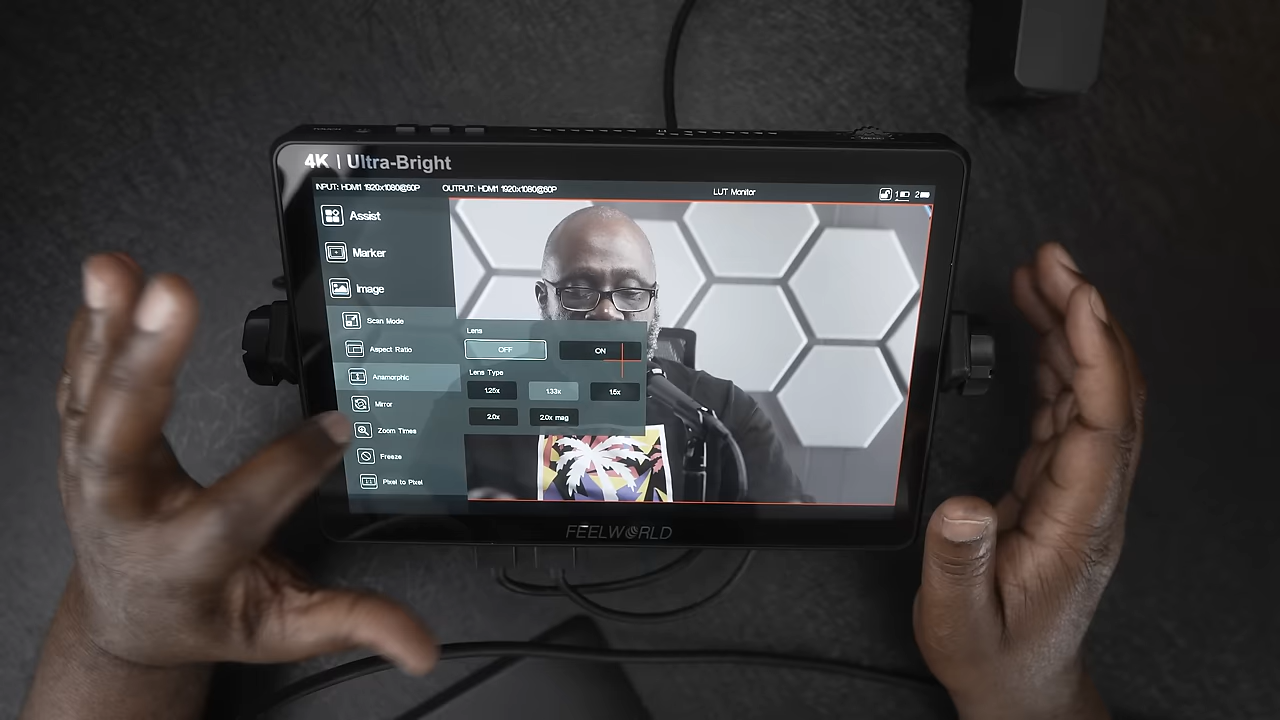 4K | Ultra-Bright
INPUT: HDMI 1920x1080@60P OUTPUT: HDMI 1920x1080@60P LUT Monitor 1 2
Assist
Marker
Image
Scan Mode
Lens
Aspect Ratio
OFF ON
Anamorphic
Lens Type
Mirror
1.25x 1.33x 1.5x
Zoom Times
2.0x 2.0x mag
Freeze
Pixel to Pixel
FEELWORLD